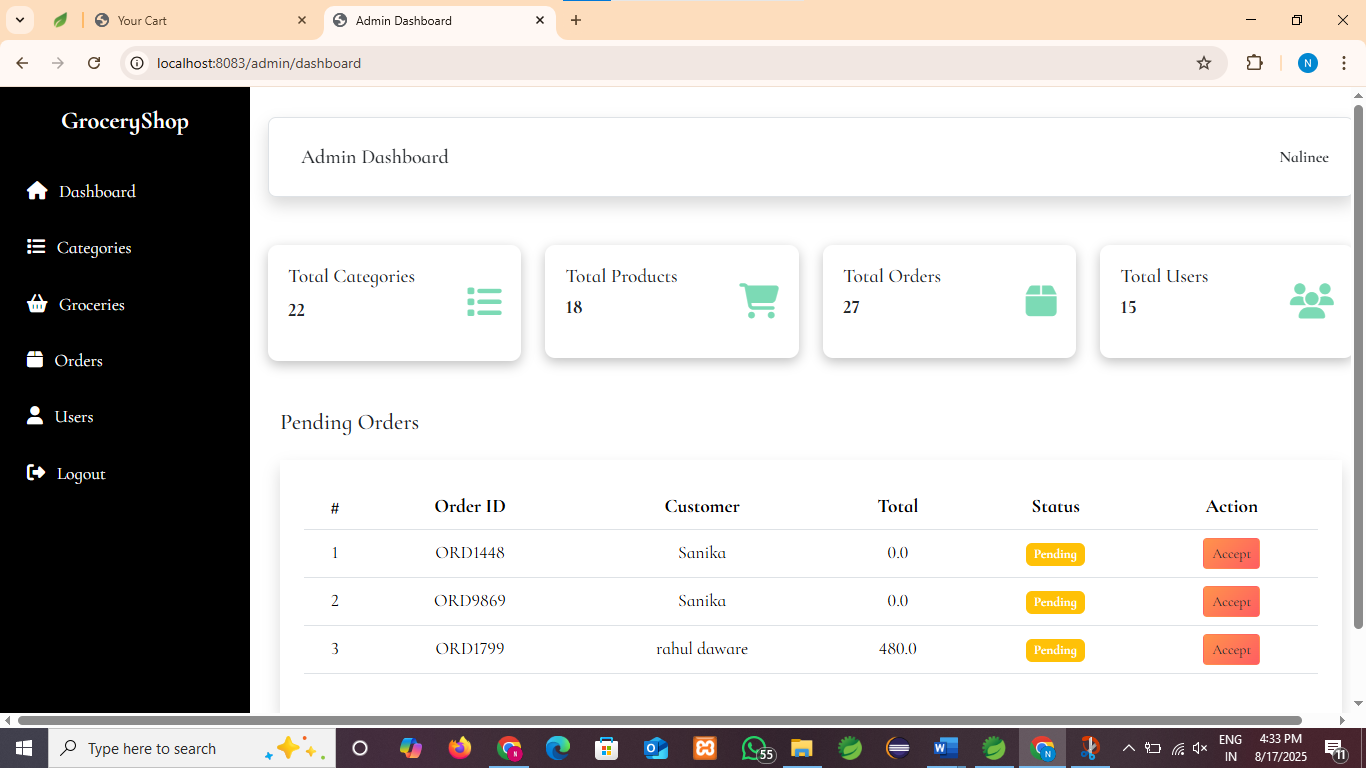 Your Cart
Admin Dashboard
localhost:8083/admin/dashboard
N
GroceryShop
Dashboard
Categories
Groceries
Orders
Users
Logout
Admin Dashboard
Nalinee
Total Categories
22
Total Products
18
Total Orders
27
Total Users
15
Pending Orders
# Order ID Customer Total Status Action
1 ORD1448 Sanika 0.0 Pending Accept
2 ORD9869 Sanika 0.0 Pending Accept
3 ORD1799 rahul daware 480.0 Pending Accept
Type here to search
N
55
W
N
ENG
IN
4:33 PM
8/17/2025
11